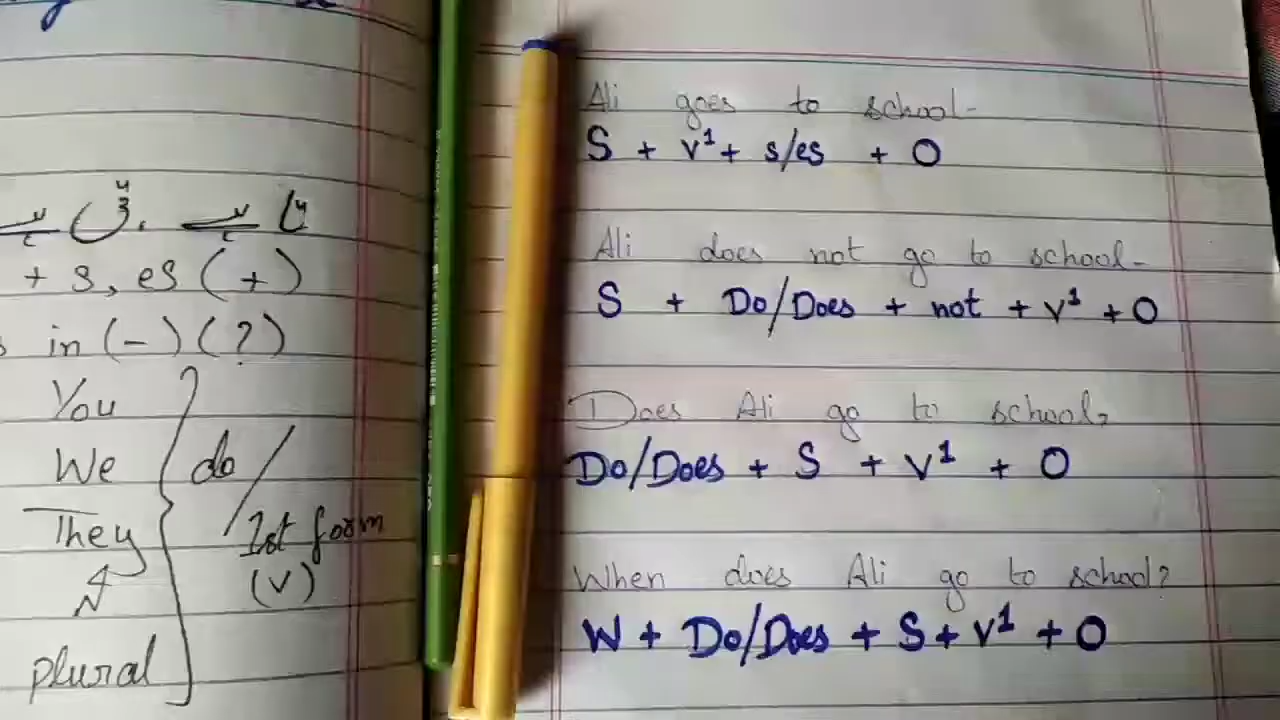 + s, es (+)
in (-) (?)
You
We
They
plural
do/
1st form
(V)
Ali goes to school-
S + V¹ + s/es + O
Ali does not go to school-
S + Do/Does + not + V¹ + O
Does Ali go to school?
Do/Does + S + V¹ + O
When does Ali go to school?
W + Do/Does + S + V¹ + O